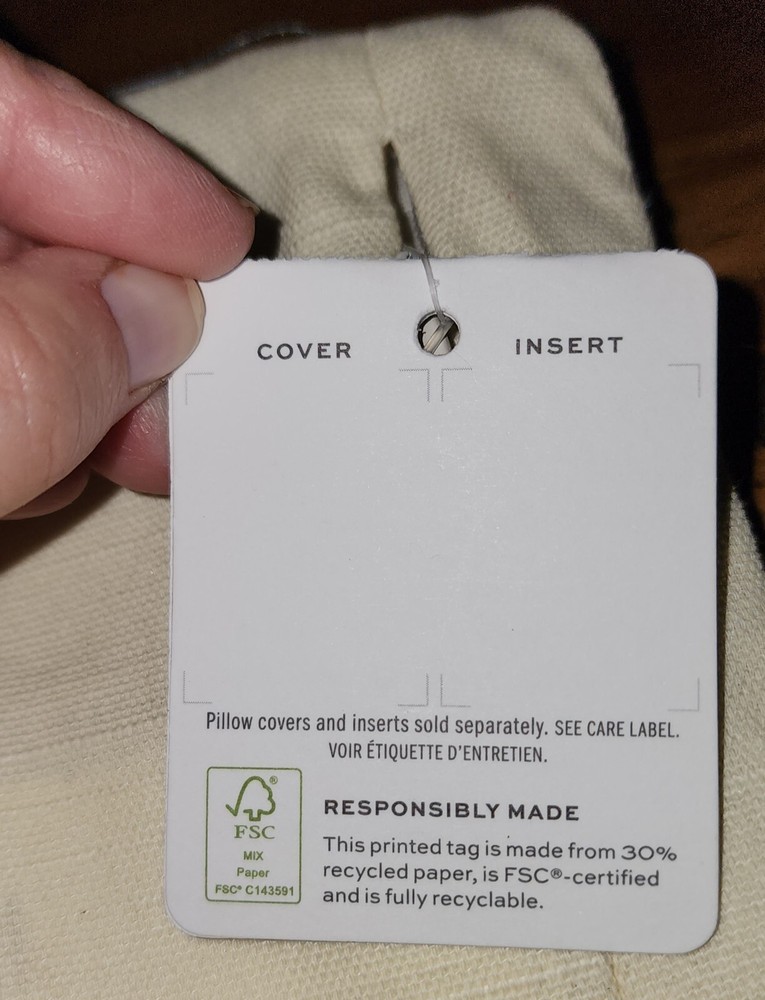 COVER
INSERT
Pillow covers and inserts sold separately. SEE CARE LABEL.
VOIR ÉTIQUETTE D'ENTRETIEN.
FSC
MIX
Paper
FSC® C143591
RESPONSIBLY MADE
This printed tag is made from 30%
recycled paper, is FSC®-certified
and is fully recyclable.